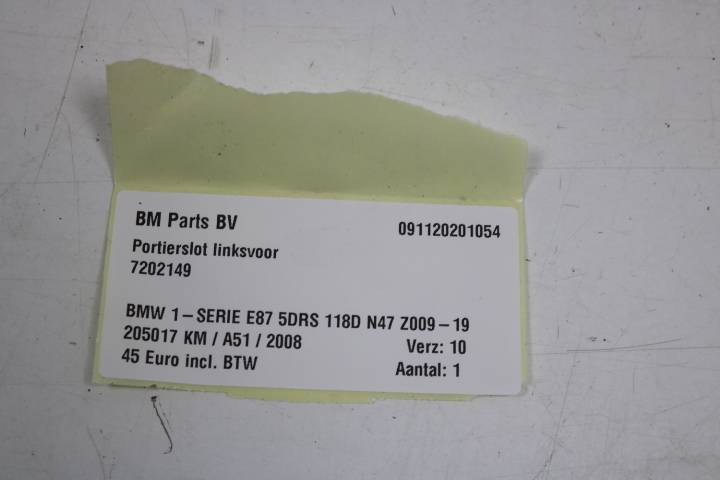 BM Parts BV 091120201054
Portierslot linksvoor
7202149
BMW 1-SERIE E87 5DRS 118D N47 Z009-19
205017 KM / A51 / 2008 Verz: 10
45 Euro incl. BTW Aantal: 1